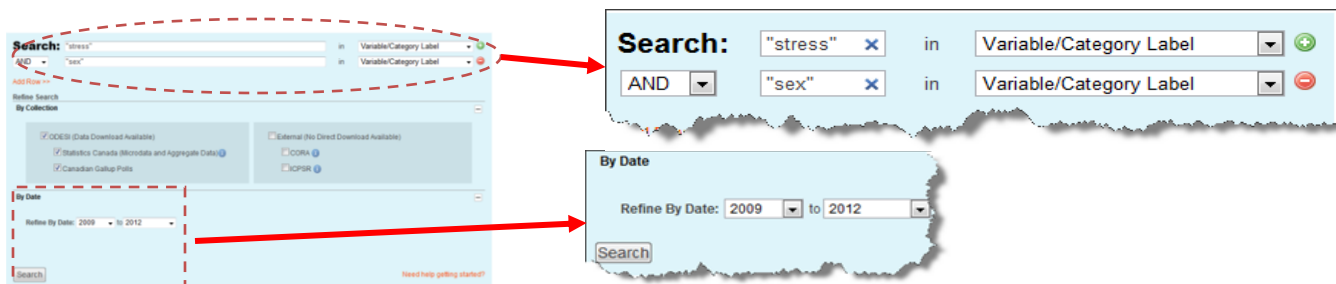 Search: "stress" in Variable/Category Label
AND "sex" in Variable/Category Label
Add Row >>
Refine Search
By Collection
ODESI (Data Download Available)
Statistics Canada (Microdata and Aggregate Data)
Canadian Gallup Polls
External (No Direct Download Available)
CORA
ICPSR
By Date
Refine By Date: 2009 to 2012
Search
Need help getting started?
Search: "stress" in Variable/Category Label
AND "sex" in Variable/Category Label
By Date
Refine By Date: 2009 to 2012
Search